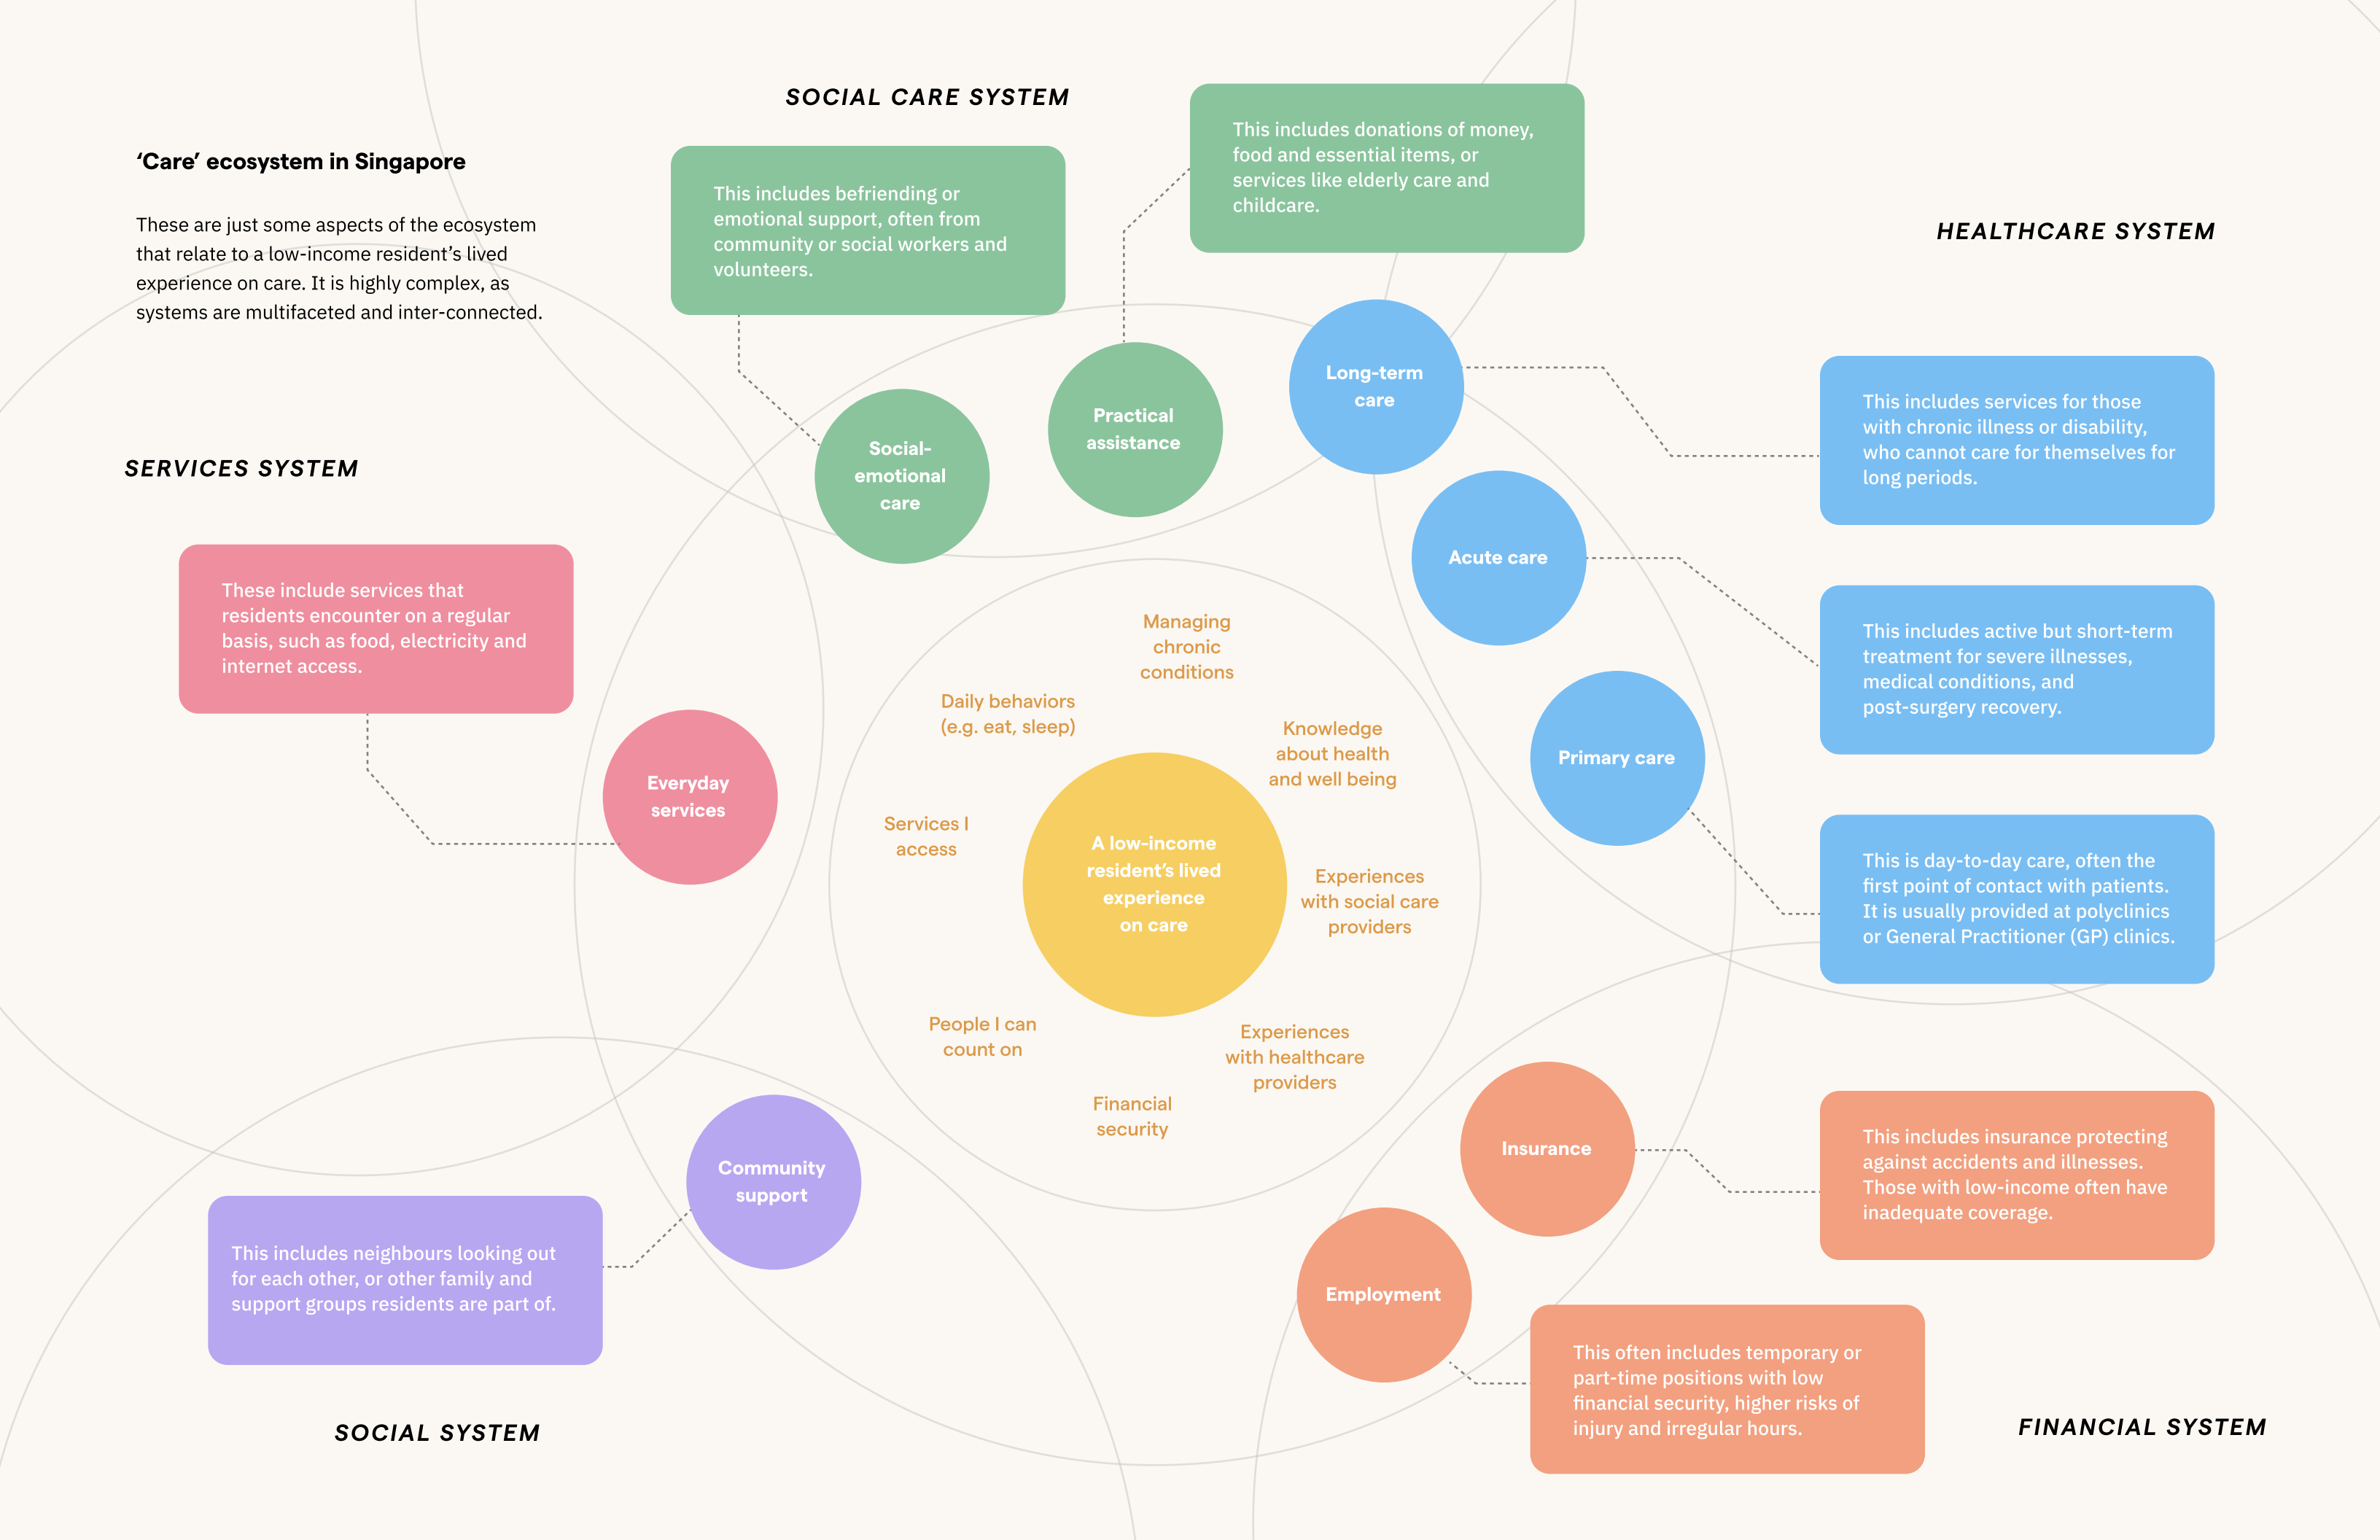 ‘Care’ ecosystem in Singapore
These are just some aspects of the ecosystem
that relate to a low-income resident’s lived
experience on care. It is highly complex, as
systems are multifaceted and inter-connected.
SOCIAL CARE SYSTEM
This includes befriending or
emotional support, often from
community or social workers and
volunteers.
This includes donations of money,
food and essential items, or
services like elderly care and
childcare.
Social-
emotional
care
Practical
assistance
HEALTHCARE SYSTEM
Long-term
care
This includes services for those
with chronic illness or disability,
who cannot care for themselves for
long periods.
Acute care
This includes active but short-term
treatment for severe illnesses,
medical conditions, and
post-surgery recovery.
Primary care
This is day-to-day care, often the
first point of contact with patients.
It is usually provided at polyclinics
or General Practitioner (GP) clinics.
SERVICES SYSTEM
These include services that
residents encounter on a regular
basis, such as food, electricity and
internet access.
Everyday
services
Managing
chronic
conditions
Daily behaviors
(e.g. eat, sleep)
Knowledge
about health
and well being
Services I
access
A low-income
resident’s lived
experience
on care
Experiences
with social care
providers
People I can
count on
Experiences
with healthcare
providers
Financial
security
Community
support
This includes neighbours looking out
for each other, or other family and
support groups residents are part of.
SOCIAL SYSTEM
Insurance
This includes insurance protecting
against accidents and illnesses.
Those with low-income often have
inadequate coverage.
Employment
This often includes temporary or
part-time positions with low
financial security, higher risks of
injury and irregular hours.
FINANCIAL SYSTEM